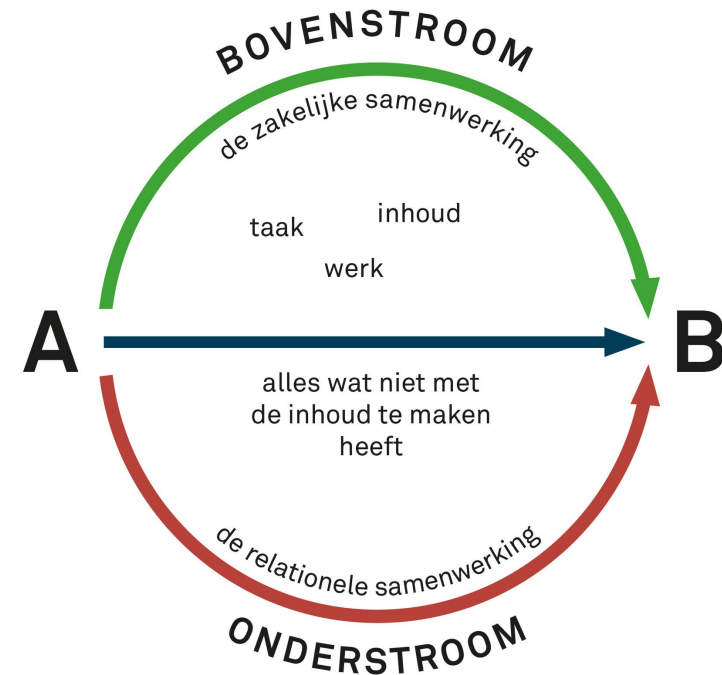 BOVENSTROOM
de zakelijke samenwerking
taak
inhoud
werk
A
B
alles wat niet met
de inhoud te maken
heeft
de relationele samenwerking
ONDERSTROOM